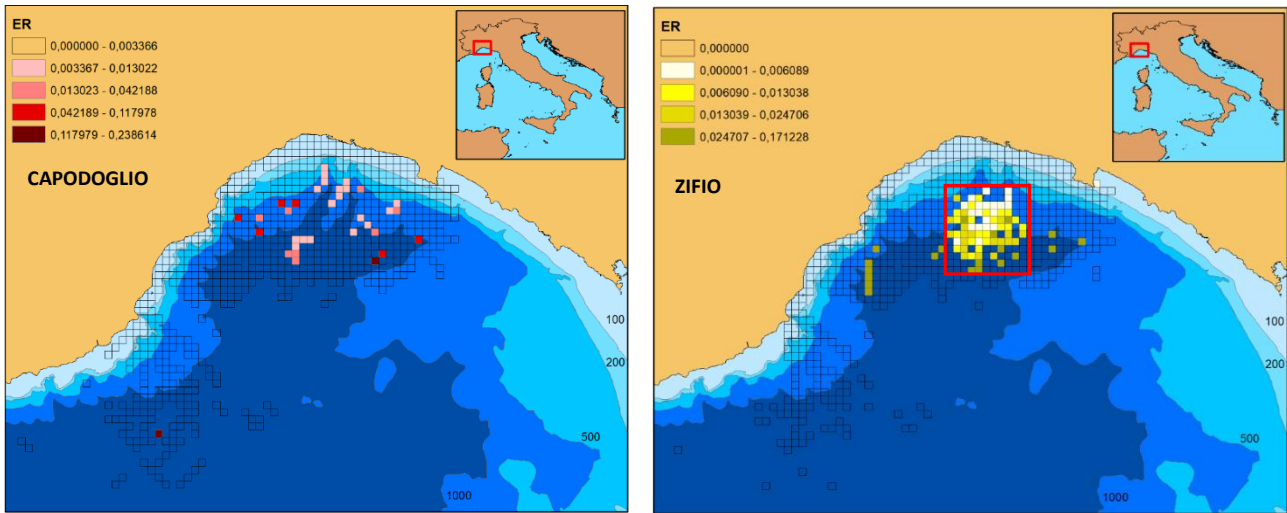 ER
0,000000 - 0,003366
0,003367 - 0,013022
0,013023 - 0,042188
0,042189 - 0,117978
0,117979 - 0,238614
CAPODOGLIO
100
200
500
1000
ER
0,000000
0,000001 - 0,006089
0,006090 - 0,013038
0,013039 - 0,024706
0,024707 - 0,171228
ZIFIO
100
200
500
1000